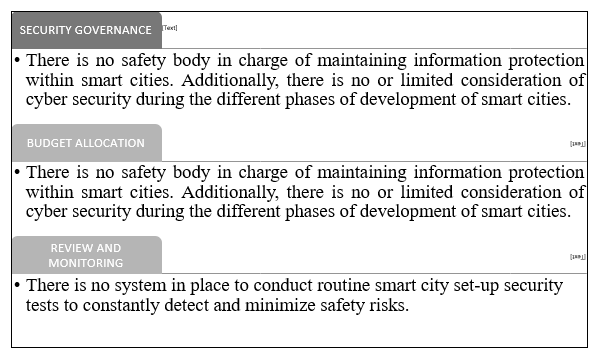 SECURITY GOVERNANCE [Text]
• There is no safety body in charge of maintaining information protection
within smart cities. Additionally, there is no or limited consideration of
cyber security during the different phases of development of smart cities.
BUDGET ALLOCATION [Text]
• There is no safety body in charge of maintaining information protection
within smart cities. Additionally, there is no or limited consideration of
cyber security during the different phases of development of smart cities.
REVIEW AND
MONITORING [Text]
• There is no system in place to conduct routine smart city set-up security
tests to constantly detect and minimize safety risks.